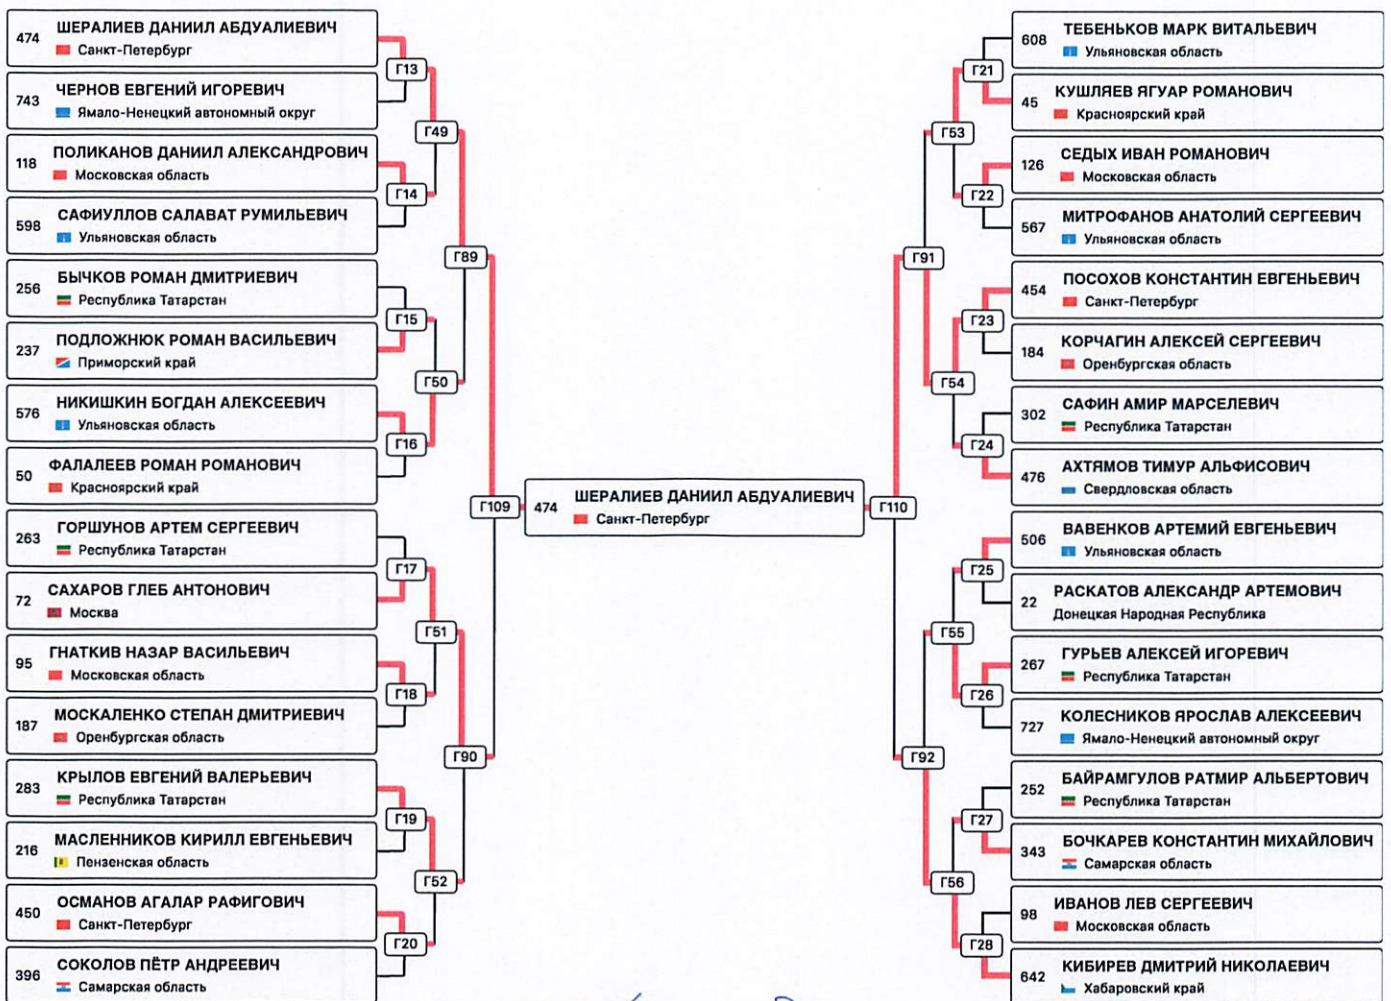 474 ШЕРАЛИЕВ ДАНИИЛ АБДУАЛИЕВИЧ
Санкт-Петербург
743 ЧЕРНОВ ЕВГЕНИЙ ИГОРЕВИЧ
Ямало-Ненецкий автономный округ
118 ПОЛИКАНОВ ДАНИИЛ АЛЕКСАНДРОВИЧ
Московская область
598 САФИУЛЛОВ САЛАВАТ РУМИЛЬЕВИЧ
Ульяновская область
256 БЫЧКОВ РОМАН ДМИТРИЕВИЧ
Республика Татарстан
237 ПОДЛОЖНЮК РОМАН ВАСИЛЬЕВИЧ
Приморский край
576 НИКИШКИН БОГДАН АЛЕКСЕЕВИЧ
Ульяновская область
50 ФАЛАЛЕЕВ РОМАН РОМАНОВИЧ
Красноярский край
263 ГОРШУНОВ АРТЕМ СЕРГЕЕВИЧ
Республика Татарстан
72 САХАРОВ ГЛЕБ АНТОНОВИЧ
Москва
95 ГНАТКИВ НАЗАР ВАСИЛЬЕВИЧ
Московская область
187 МОСКАЛЕНКО СТЕПАН ДМИТРИЕВИЧ
Оренбургская область
283 КРЫЛОВ ЕВГЕНИЙ ВАЛЕРЬЕВИЧ
Республика Татарстан
216 МАСЛЕННИКОВ КИРИЛЛ ЕВГЕНЬЕВИЧ
Пензенская область
450 ОСМАНОВ АГАЛАР РАФИГОВИЧ
Санкт-Петербург
396 СОКОЛОВ ПЁТР АНДРЕЕВИЧ
Самарская область
Г13
Г14
Г15
Г16
Г17
Г18
Г19
Г20
Г49
Г50
Г51
Г52
Г89
Г90
Г109
474 ШЕРАЛИЕВ ДАНИИЛ АБДУАЛИЕВИЧ
Санкт-Петербург
Г110
Г91
Г92
Г53
Г54
Г55
Г56
Г21
Г22
Г23
Г24
Г25
Г26
Г27
Г28
608 ТЕБЕНЬКОВ МАРК ВИТАЛЬЕВИЧ
Ульяновская область
45 КУШЛЯЕВ ЯГУАР РОМАНОВИЧ
Красноярский край
126 СЕДЫХ ИВАН РОМАНОВИЧ
Московская область
567 МИТРОФАНОВ АНАТОЛИЙ СЕРГЕЕВИЧ
Ульяновская область
454 ПОСОХОВ КОНСТАНТИН ЕВГЕНЬЕВИЧ
Санкт-Петербург
184 КОРЧАГИН АЛЕКСЕЙ СЕРГЕЕВИЧ
Оренбургская область
302 САФИН АМИР МАРСЕЛЕВИЧ
Республика Татарстан
476 АХТЯМОВ ТИМУР АЛЬФИСОВИЧ
Свердловская область
506 ВАВЕНКОВ АРТЕМИЙ ЕВГЕНЬЕВИЧ
Ульяновская область
22 РАСКАТОВ АЛЕКСАНДР АРТЕМОВИЧ
Донецкая Народная Республика
267 ГУРЬЕВ АЛЕКСЕЙ ИГОРЕВИЧ
Республика Татарстан
727 КОЛЕСНИКОВ ЯРОСЛАВ АЛЕКСЕЕВИЧ
Ямало-Ненецкий автономный округ
252 БАЙРАМГУЛОВ РАТМИР АЛЬБЕРТОВИЧ
Республика Татарстан
343 БОЧКАРЕВ КОНСТАНТИН МИХАЙЛОВИЧ
Самарская область
98 ИВАНОВ ЛЕВ СЕРГЕЕВИЧ
Московская область
642 КИБИРЕВ ДМИТРИЙ НИКОЛАЕВИЧ
Хабаровский край